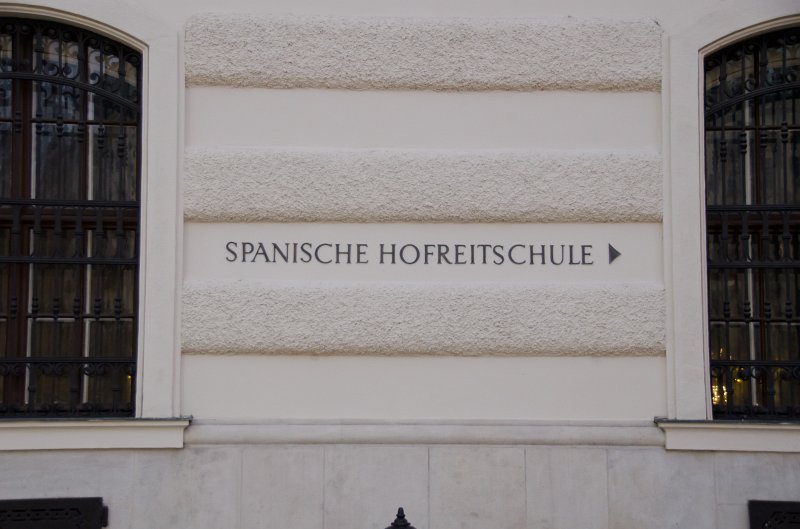 SPANISCHE HOFREITSCHULE ▶